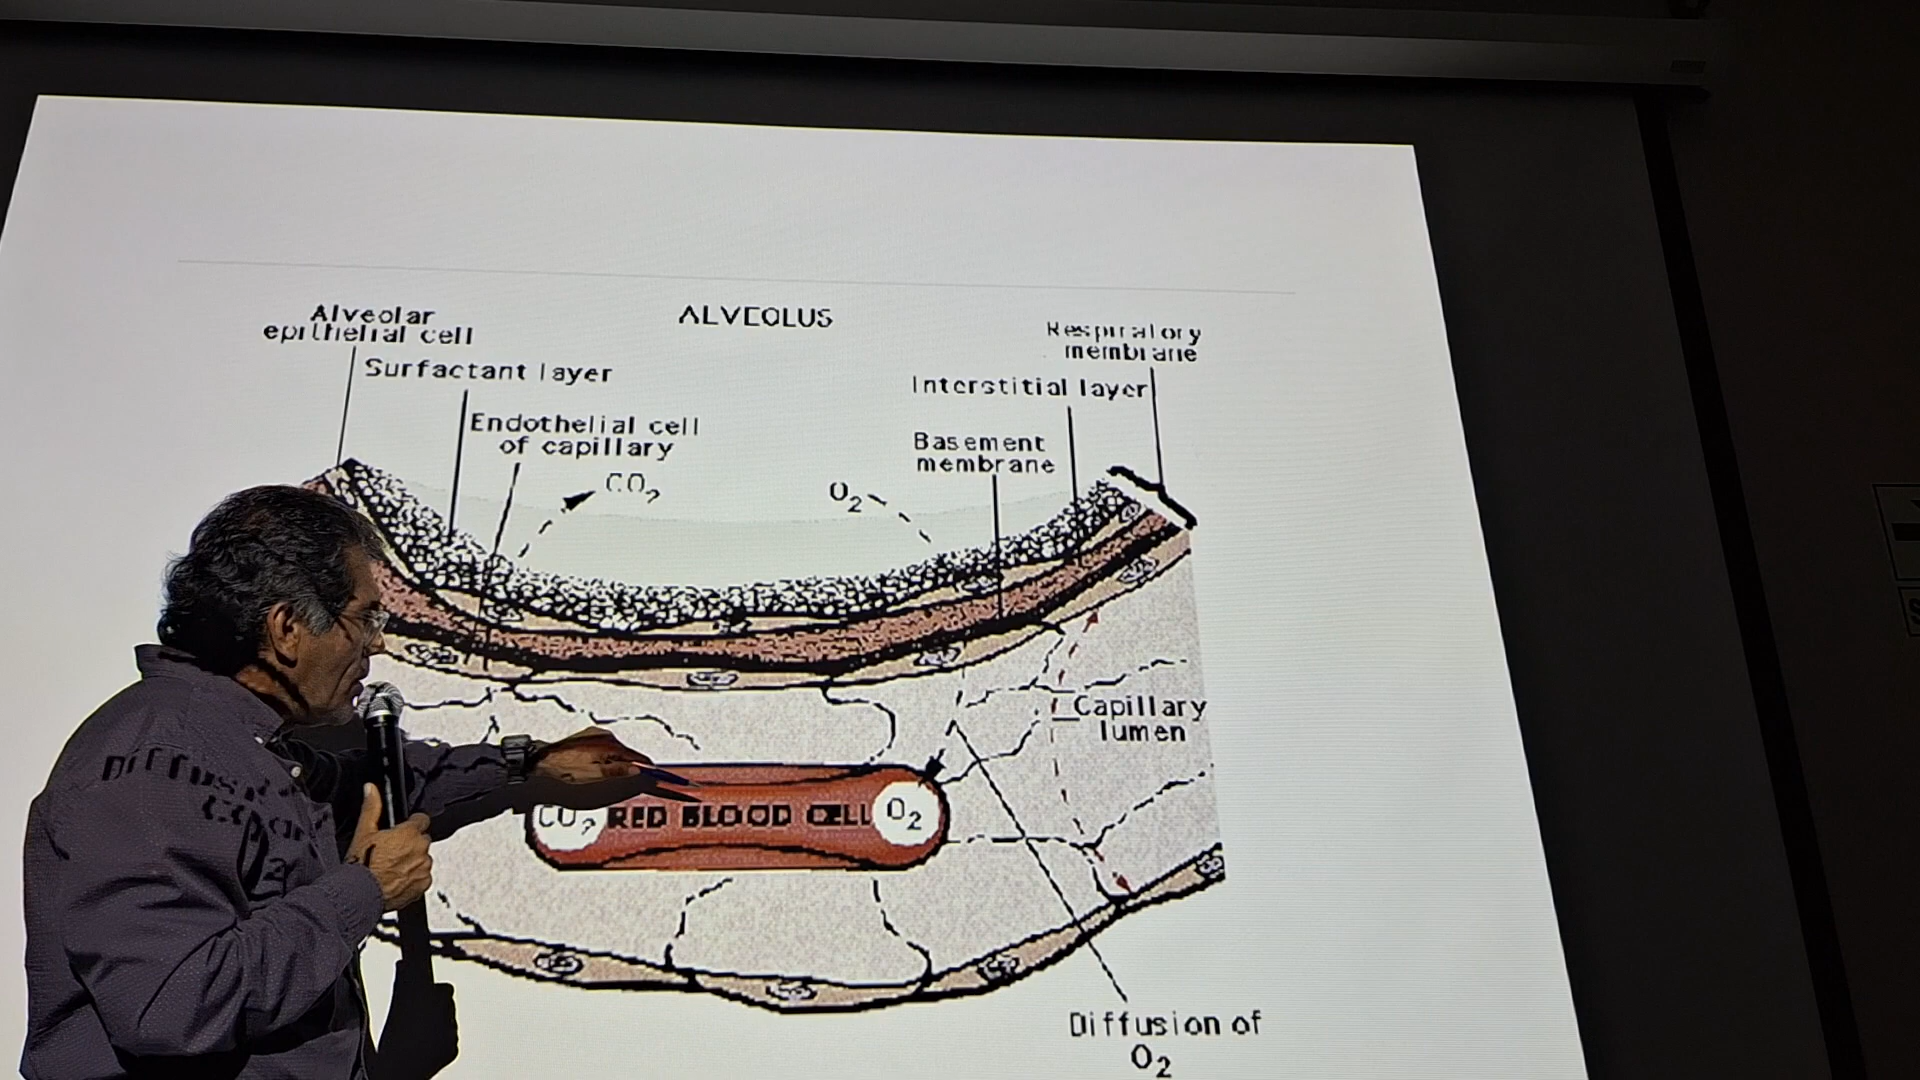 ALVEOLUS
Alveolar
epithelial cell
Surfactant layer
Endothelial cell
of capillary
CO₂
O₂
Respiratory
membrane
Interstitial layer
Basement
membrane
Capillary
lumen
CO₂ RED BLOOD CELL O₂
Diffusion of
O₂